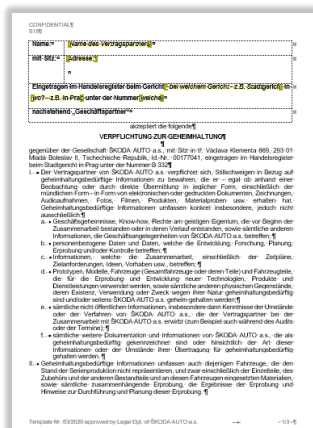 CONFIDENTIAL¶
Name:
[Name des Vertragspartners]
mit Sitz:
[Adresse]
Eingetragen im Handelsregister beim Gericht [bei welchem Gericht – z.B. Stadtgericht] in
[wo? – z.B. in Prag] unter der Nummer [welche]
nachstehend „Geschäftspartner“
akzeptiert die folgende¶
VERPFLICHTUNG ZUR GEHEIMHALTUNG¶
gegenüber der Gesellschaft ŠKODA AUTO a.s., mit Sitz in tř. Václava Klementa 869, 293 01
Mladá Boleslav II, Tschechische Republik, Id.-Nr.: 00177041, eingetragen im Handelsregister
beim Stadtgericht in Prag unter der Nummer B 332¶
I. Der Vertragspartner von ŠKODA AUTO a.s. verpflichtet sich, Stillschweigen in Bezug auf
geheimhaltungsbedürftige Informationen zu bewahren, die er – egal ob anhand einer
Beobachtung oder durch direkte Übermittlung in jeglicher Form, einschließlich der
mündlichen Form – in Form von elektronischen oder gedruckten Dokumenten, Zeichnungen,
Audioaufnahmen, Fotos, Filmen, Produkten, Materialproben usw. erhalten hat.
Geheimhaltungsbedürftige Informationen umfassen konkret insbesondere, jedoch nicht
ausschließlich:¶
a. Geschäftsgeheimnisse, Know-how, Rechte am geistigen Eigentum, die vor Beginn der
Zusammenarbeit bestanden oder in deren Verlauf entstanden, sowie sämtliche anderen
Informationen, die Geschäftsangelegenheiten von ŠKODA AUTO a.s. betreffen;¶
b. personenbezogene Daten und Daten, welche die Entwicklung, Forschung, Planung,
Erprobung und/oder Kontrolle betreffen;¶
c. Informationen, welche die Zusammenarbeit, einschließlich der Zeitpläne,
Zielanforderungen, Ideen, Vorhaben usw., betreffen;¶
d. Prototypen, Modelle, Fahrzeuge (Gesamtfahrzeuge oder deren Teile) und Fahrzeugteile,
die für die Erprobung und Entwicklung neuer Technologien, Produkte und
Dienstleistungen verwendet werden, sowie sämtliche anderen physischen Gegenstände,
deren Existenz, Verwendung oder Zweck wegen ihrer Natur geheimhaltungsbedürftig
sind und/oder seitens ŠKODA AUTO a.s. geheim gehalten werden;¶
e. sämtliche nicht öffentlichen Informationen, insbesondere dann Kenntnisse der Umstände
oder der Verfahren von ŠKODA AUTO a.s., die der Vertragspartner bei der
Zusammenarbeit mit ŠKODA AUTO a.s. erwirbt (zum Beispiel auch während des Audits
oder der Termine);¶
f. sämtliche weitere Dokumentation und Informationen von ŠKODA AUTO a.s., die als
geheimhaltungsbedürftig gekennzeichnet sind oder hinsichtlich der Art dieser
Informationen oder der Umstände ihrer Übertragung für geheimhaltungsbedürftig
gehalten werden.¶
II. Geheimhaltungsbedürftige Informationen umfassen auch diejenigen Fahrzeuge, die den
Stand der Serienproduktion nicht repräsentieren, und zwar einschließlich der Einzelteile, des
Zubehörs und der anderen Bestandteile und an diesen Fahrzeugen eingesetzten Materialien,
sowie sämtliche zusammenhängende Erprobung, die Ergebnisse der Erprobung und
Hinweise zur Durchführung und Planung dieser Erprobung.¶
Template Nr. 53/2020 approved by Legal Dpt. of ŠKODA AUTO a.s. → –1/3–¶